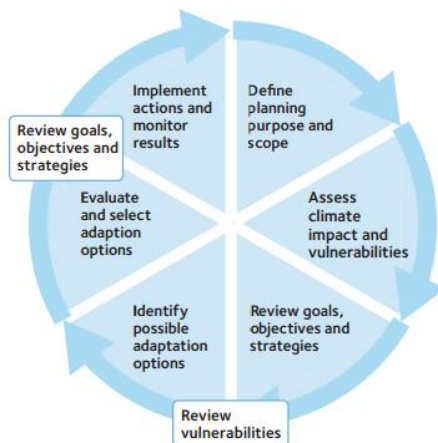 Implement
actions and
monitor
results
Define
planning
purpose and
scope
Review goals,
objectives and
strategies
Evaluate
and select
adaption
options
Assess
climate
impact and
vulnerabilities
Identify
possible
adaptation
options
Review goals,
objectives and
strategies
Review
vulnerabilities